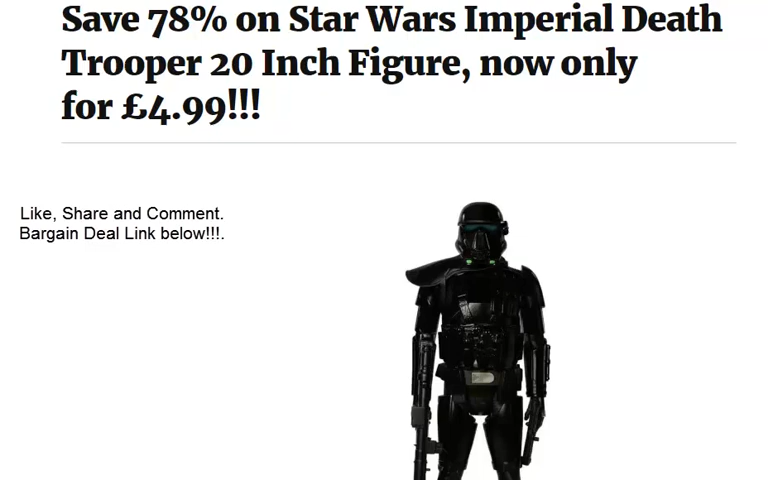 Save 78% on Star Wars Imperial Death
Trooper 20 Inch Figure, now only
for £4.99!!!
Like, Share and Comment.
Bargain Deal Link below!!!.